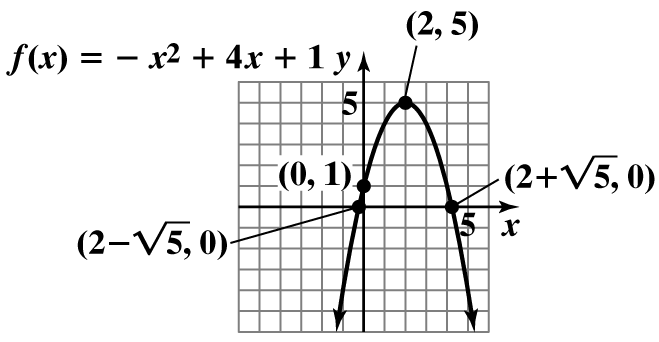 (2, 5)
f(x) = − x² + 4x + 1 y
5
(0, 1)
(2+√5, 0)
5 x
(2−√5, 0)